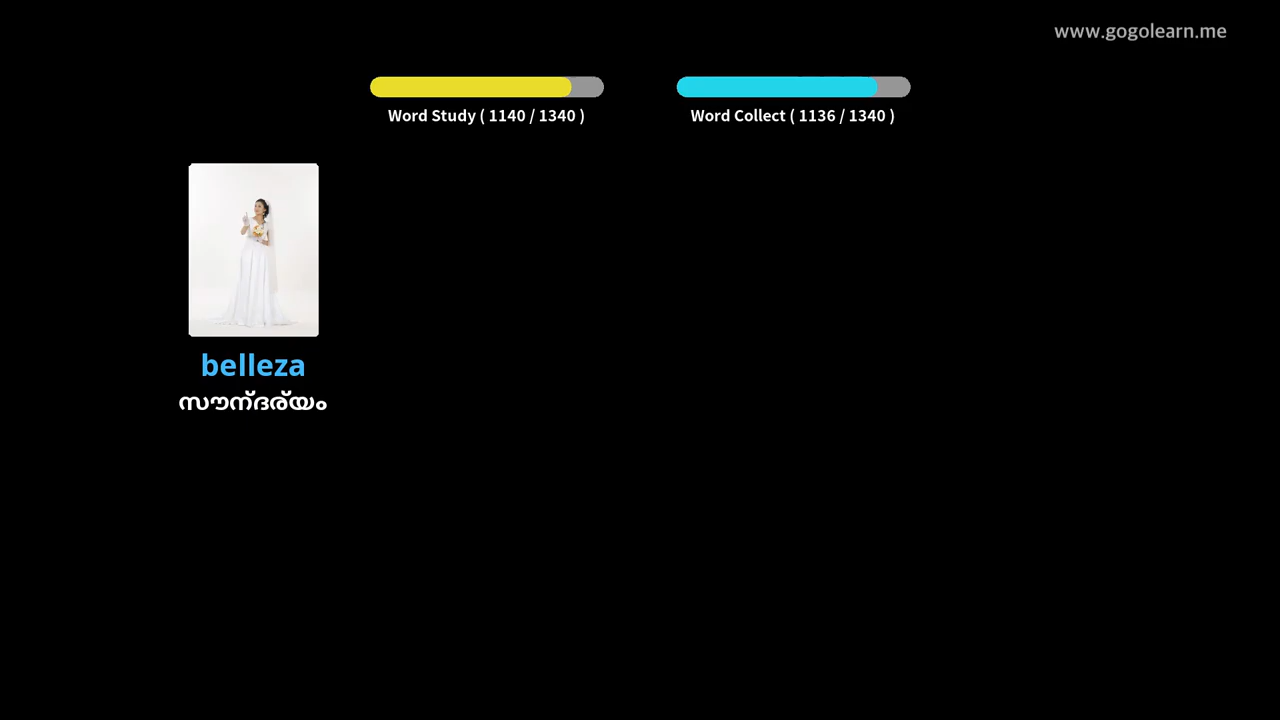 www.gogolearn.me
Word Study ( 1140 / 1340 )
Word Collect ( 1136 / 1340 )
belleza
സൗന്ദര്യം